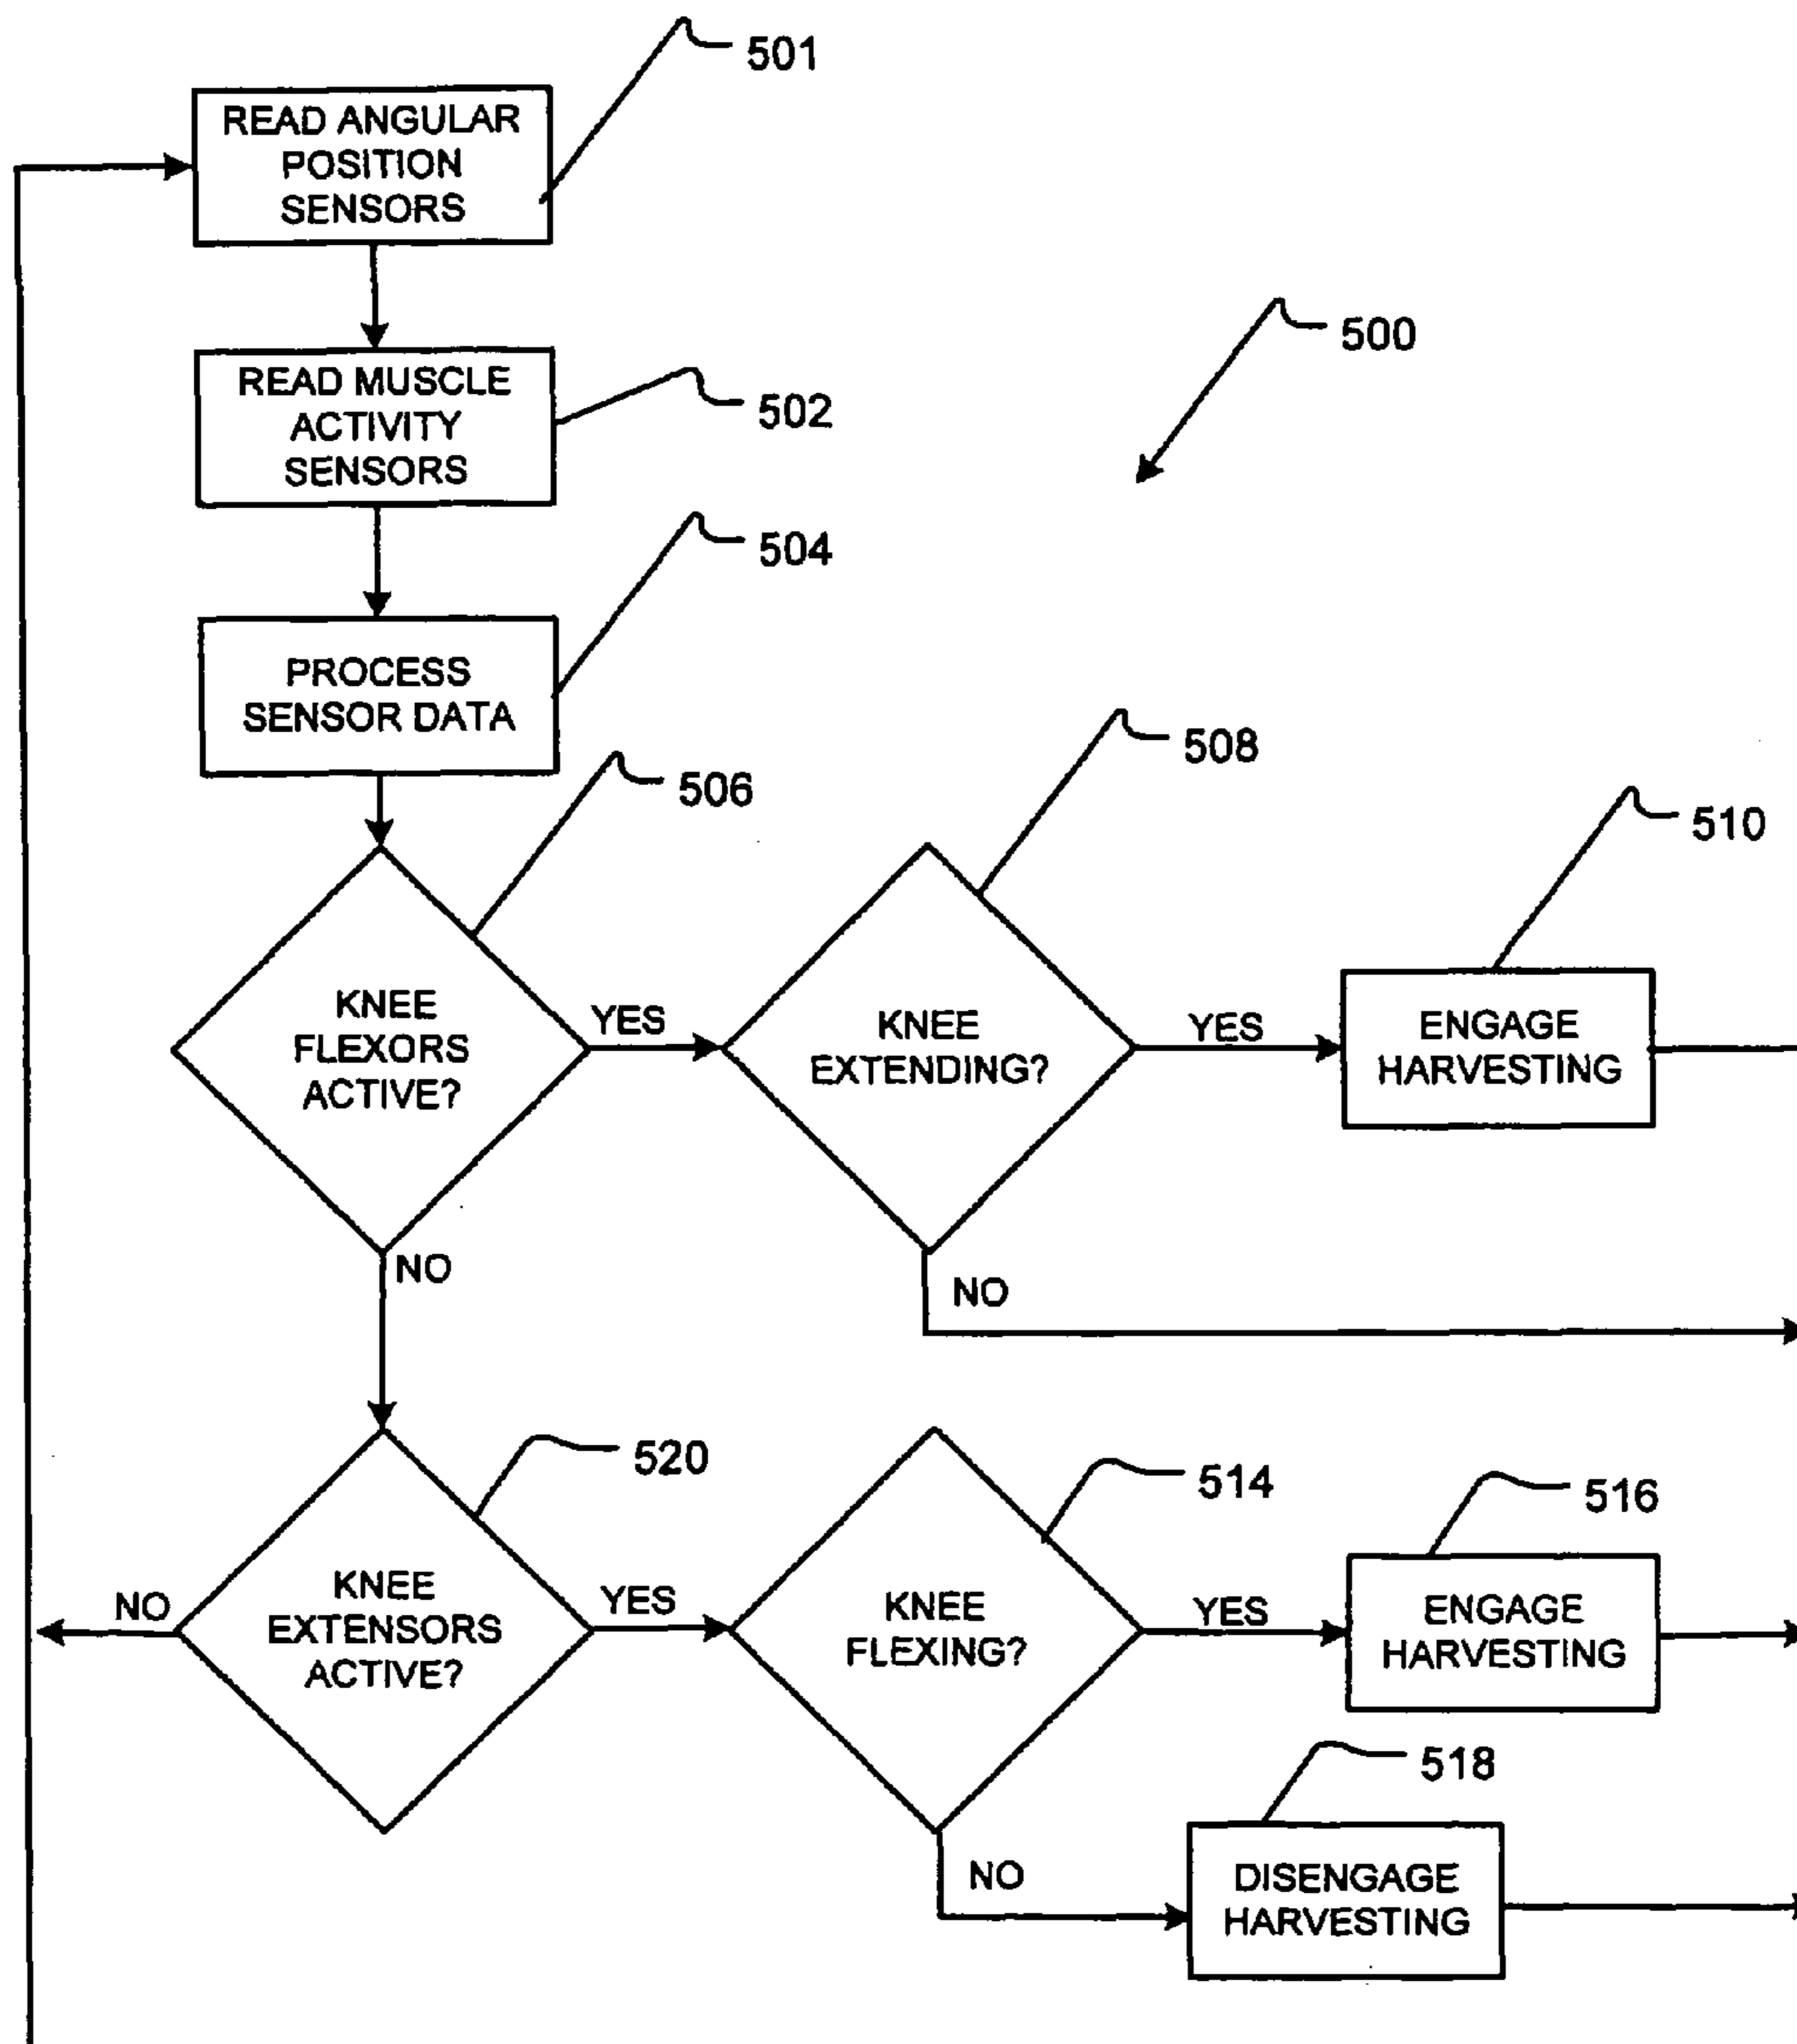 501
READ ANGULAR
POSITION
SENSORS
500
READ MUSCLE
ACTIVITY
SENSORS
502
504
PROCESS
SENSOR DATA
506
508
510
KNEE
FLEXORS
ACTIVE?
YES
KNEE
EXTENDING?
YES
ENGAGE
HARVESTING
NO
NO
520
514
516
NO
KNEE
EXTENSORS
ACTIVE?
YES
KNEE
FLEXING?
YES
ENGAGE
HARVESTING
518
NO
DISENGAGE
HARVESTING